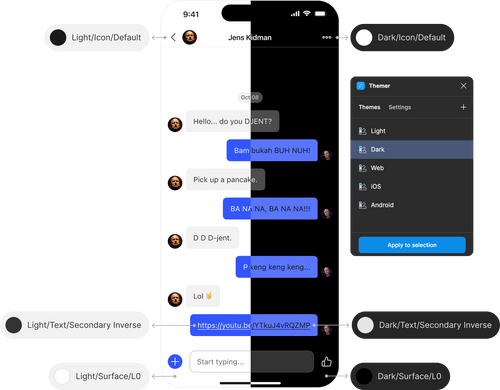 9:41
Light/Icon/Default
Jens Kidman
Dark/Icon/Default
Themer
Themes Settings
Oct 08
Hello... do you DJENT?
Light
Bam bukah BUH NUH!
Dark
Web
Pick up a pancake.
iOS
BA NA NA, BA NA NA!!!
Android
D D D-jent.
Apply to selection
P keng keng keng...
Lol
Light/Text/Secondary Inverse
https://youtu.be/YTkuJ4vRQZMP
Dark/Text/Secondary Inverse
Light/Surface/L0
Start typing...
Dark/Surface/L0